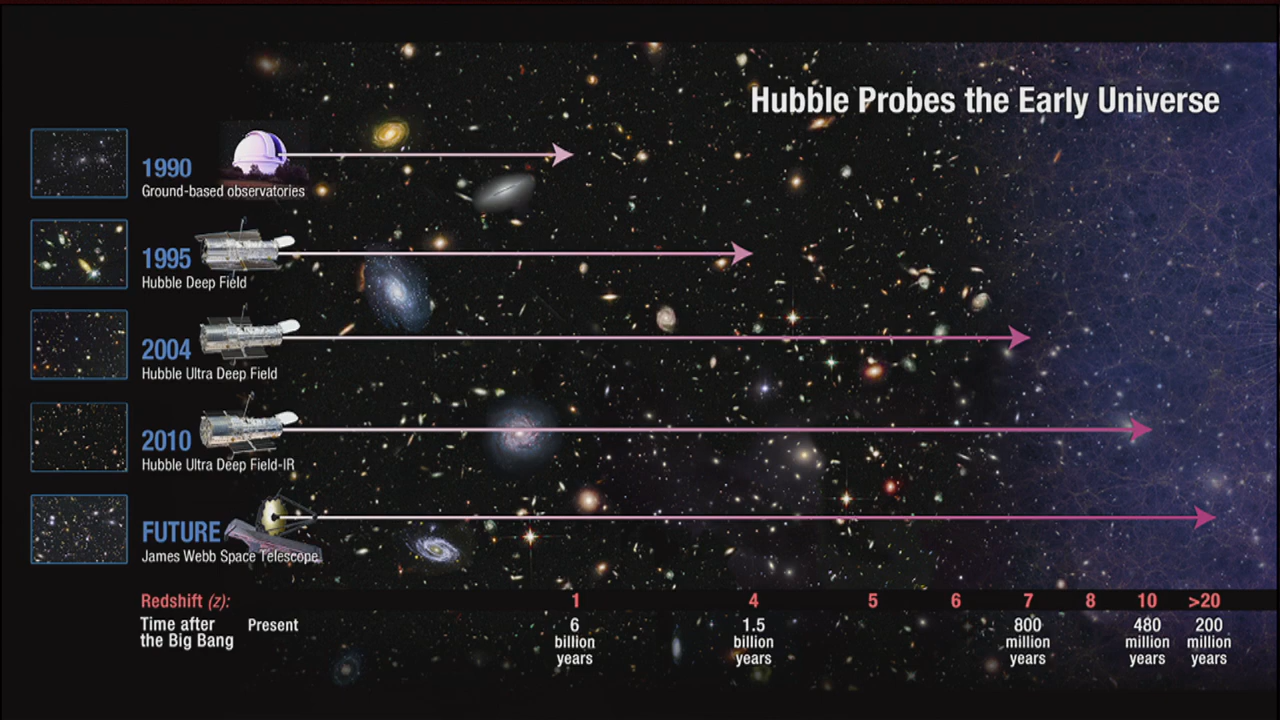 Hubble Probes the Early Universe
1990
Ground-based observatories
1995
Hubble Deep Field
2004
Hubble Ultra Deep Field
2010
Hubble Ultra Deep Field-IR
FUTURE
James Webb Space Telescope
Redshift (z): 1 4 5 6 7 8 10 >20
Time after the Big Bang
Present
6 billion years
1.5 billion years
800 million years
480 million years
200 million years